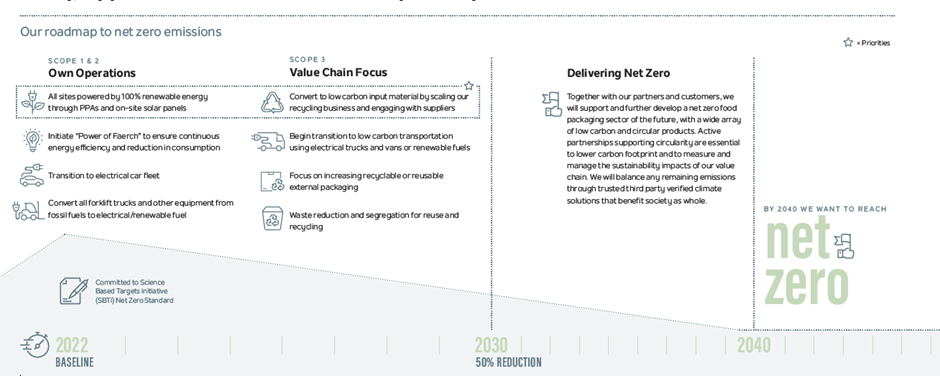 Our roadmap to net zero emissions
= Priorities
SCOPE 1 & 2
Own Operations
All sites powered by 100% renewable energy
through PPAs and on-site solar panels
Initiate “Power of Faerch” to ensure continuous
energy efficiency and reduction in consumption
Transition to electrical car fleet
Convert all forklift trucks and other equipment from
fossil fuels to electrical/renewable fuel
SCOPE 3
Value Chain Focus
Convert to low carbon input material by scaling our
recycling business and engaging with suppliers
Begin transition to low carbon transportation
using electrical trucks and vans or renewable fuels
Focus on increasing recyclable or reusable
external packaging
Waste reduction and segregation for reuse and
recycling
Delivering Net Zero
Together with our partners and customers, we
will support and further develop a net zero food
packaging sector of the future, with a wide array
of low carbon and circular products. Active
partnerships supporting circularity are essential
to lower carbon footprint and to measure and
manage the sustainability impacts of our value
chain. We will balance any remaining emissions
through trusted third party verified climate
solutions that benefit society as whole.
BY 2040 WE WANT TO REACH
net
zero
Committed to Science
Based Targets initiative
(SBTi) Net Zero Standard
2022
BASELINE
2030
50% REDUCTION
2040